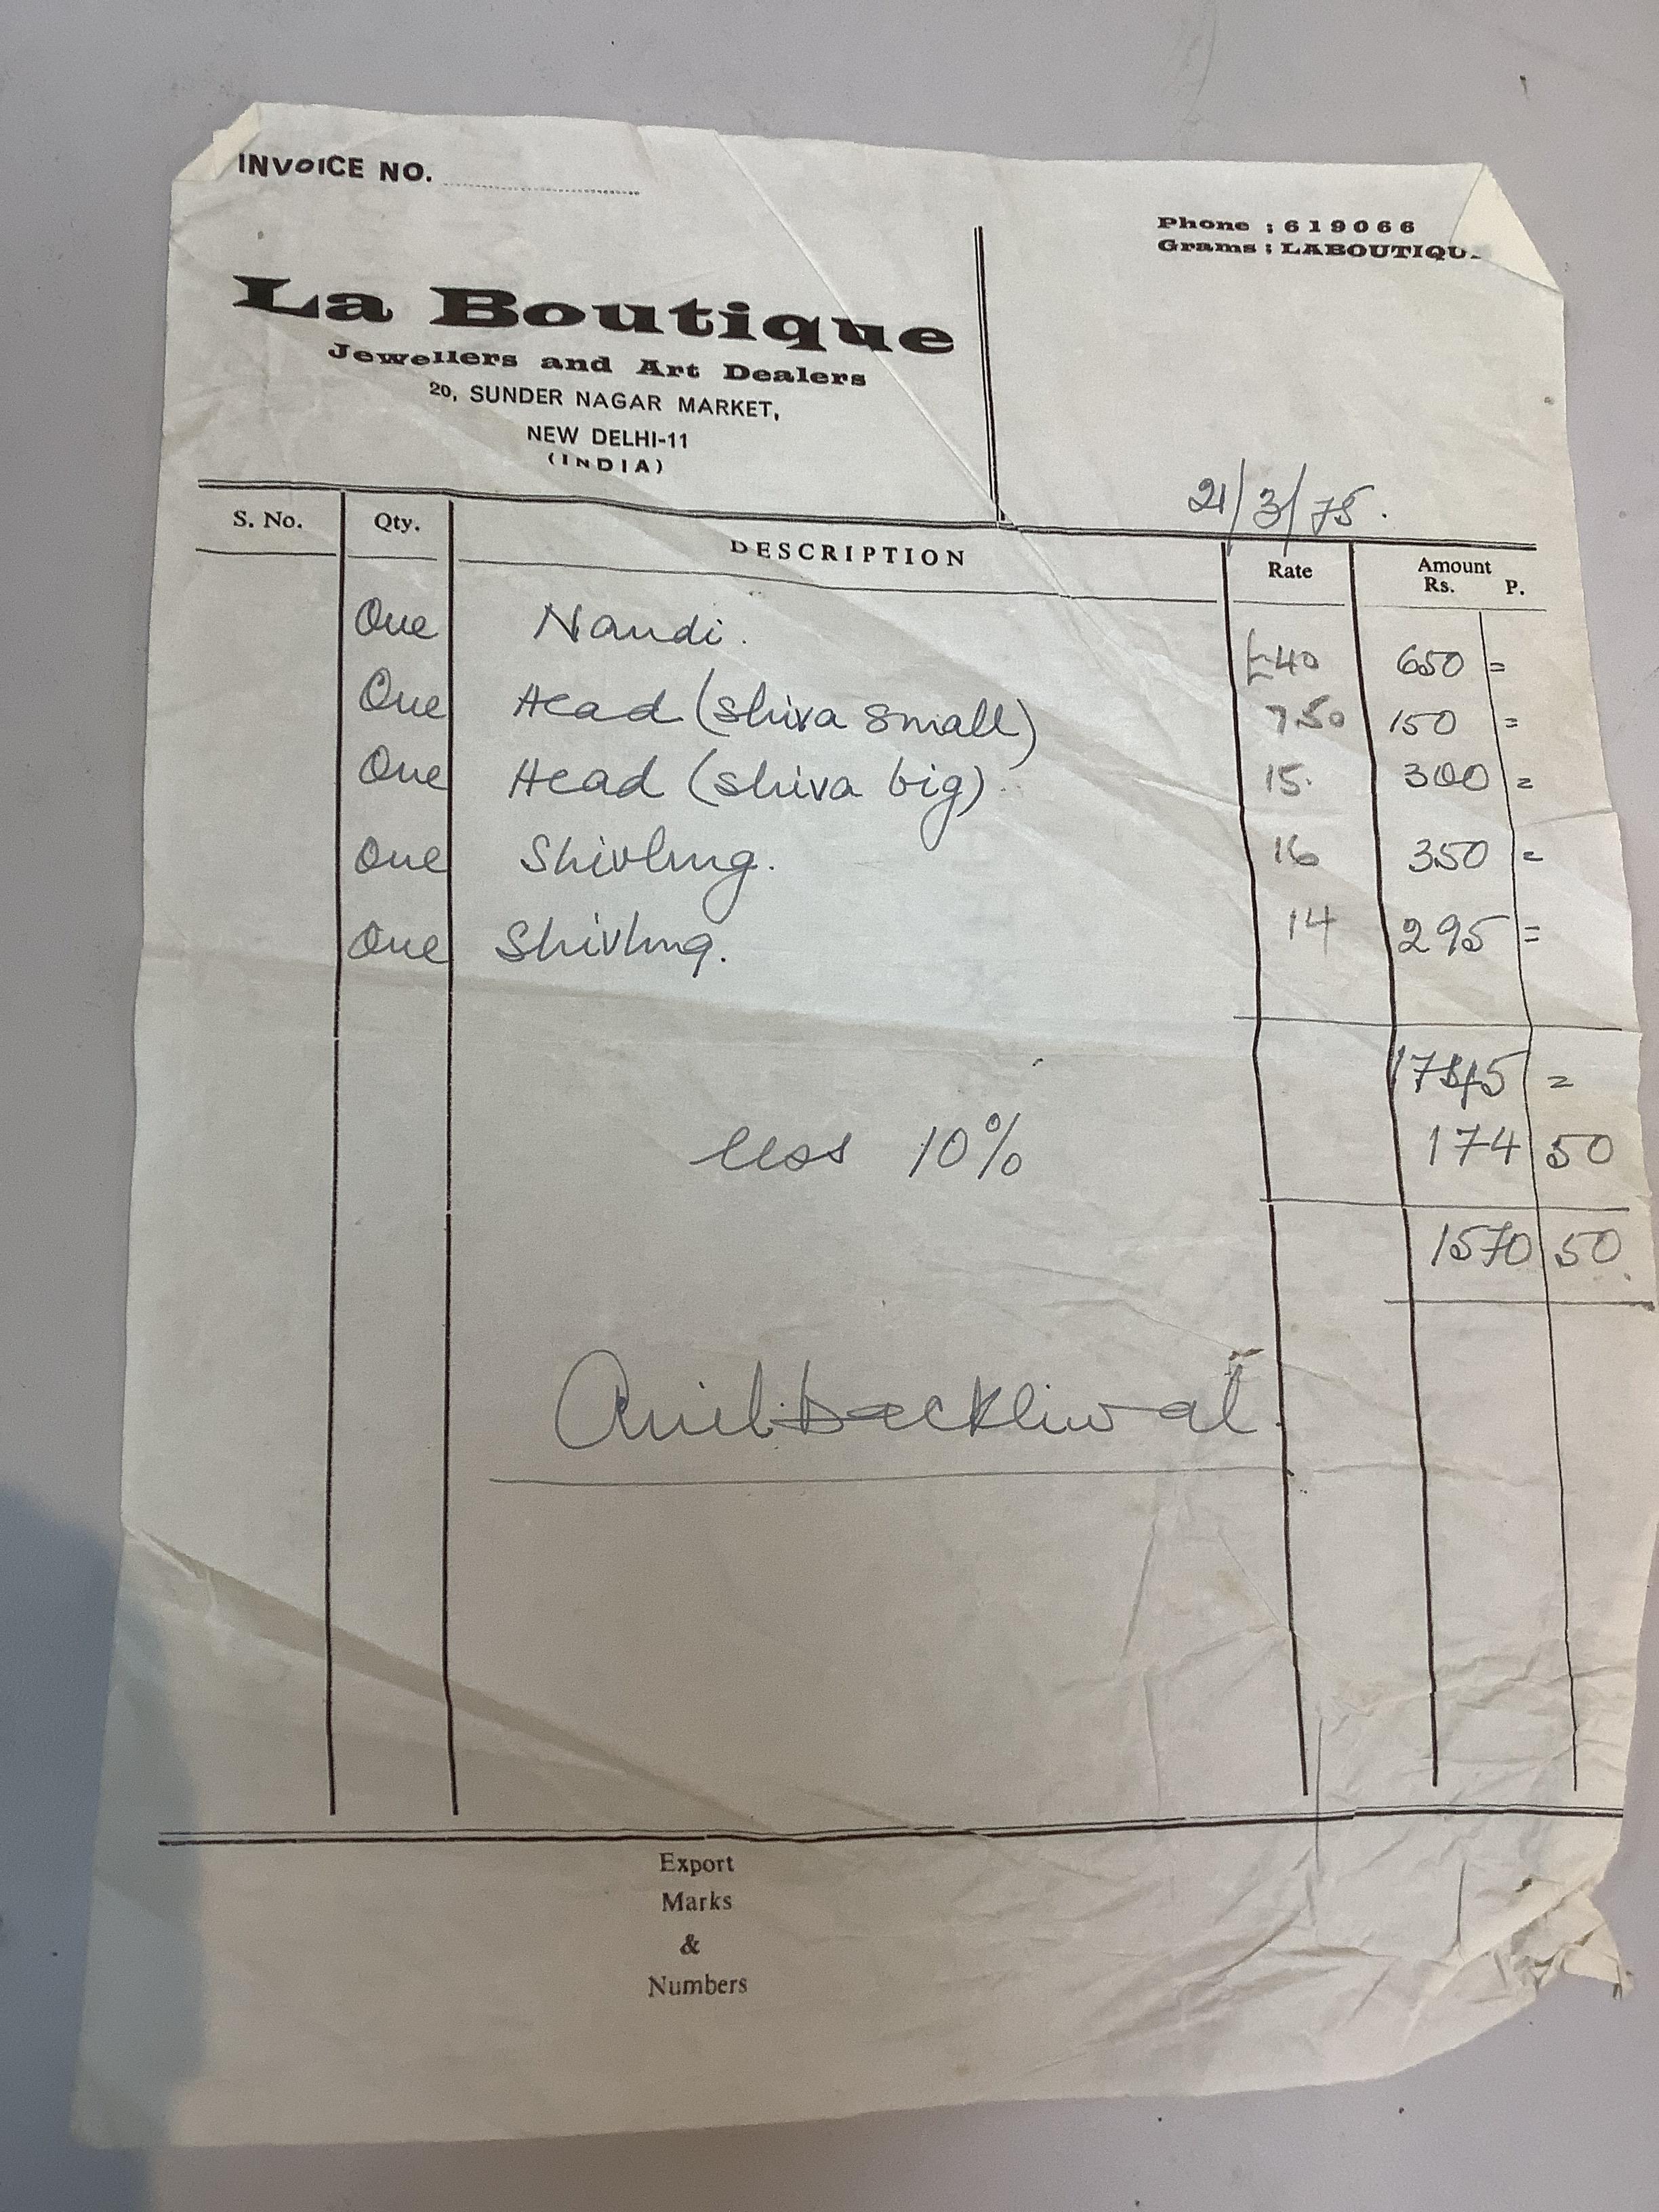 INVOICE NO.
Phone : 619066
Grams : LABOUTIQU
La Boutique
Jewellers and Art Dealers
20, SUNDER NAGAR MARKET,
NEW DELHI-11
(INDIA)
21/3/75.
S. No. Qty. DESCRIPTION Rate Amount Rs. P.
One Nandi. £40 650 =
One Head (shiva small) 7.50 150 =
One Head (shiva big). 15. 300 =
One Shivling. 16 350 =
One Shivling. 14 295 =
1745 =
less 10% 174 50
1570 50
Anil backliwal
Export
Marks
&
Numbers